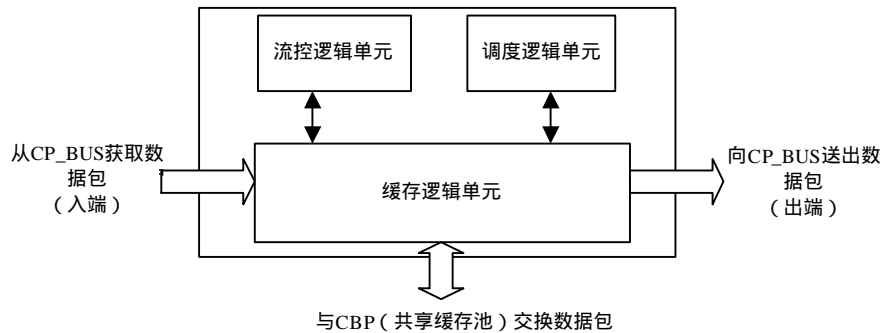 流控逻辑单元
调度逻辑单元
从CP_BUS获取数
据包
（入端）
缓存逻辑单元
向CP_BUS送出数
据包
（出端）
与CBP（共享缓存池）交换数据包